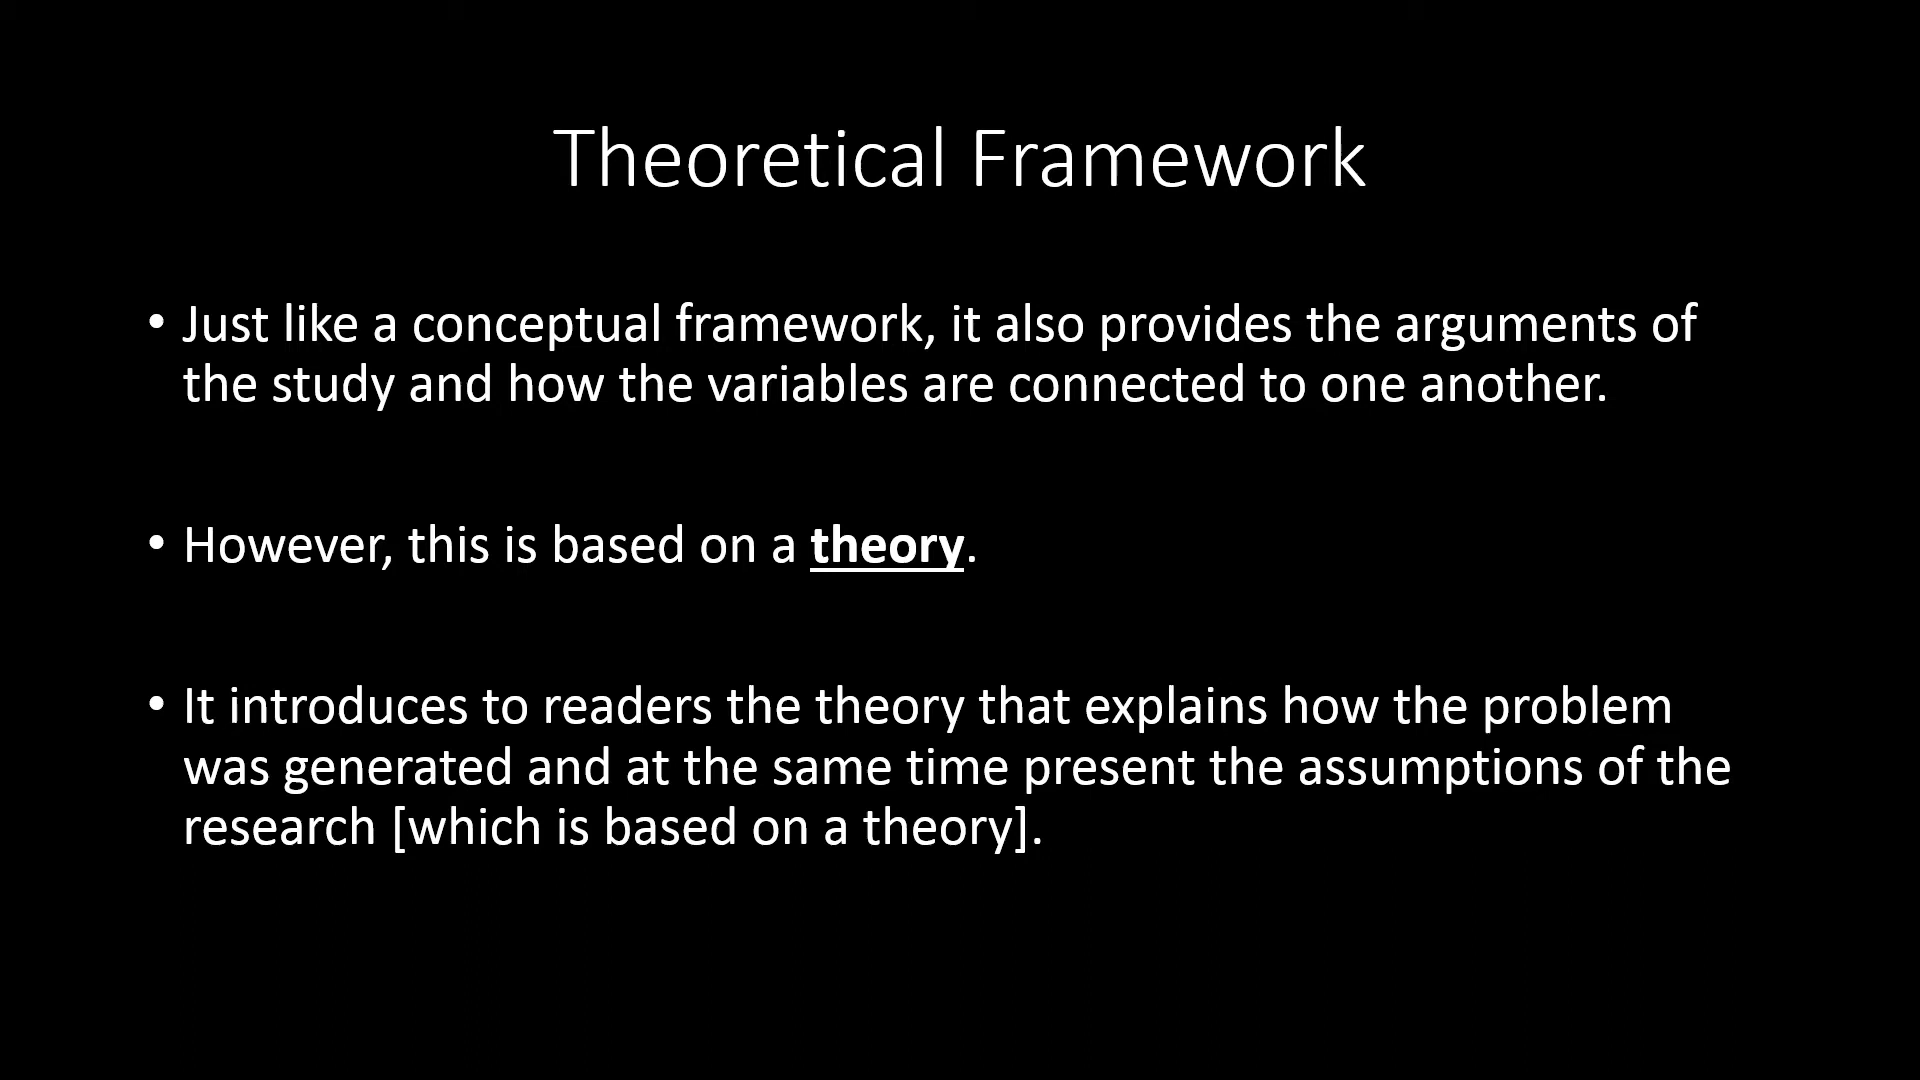 Theoretical Framework
• Just like a conceptual framework, it also provides the arguments of
the study and how the variables are connected to one another.
• However, this is based on a theory.
• It introduces to readers the theory that explains how the problem
was generated and at the same time present the assumptions of the
research [which is based on a theory].